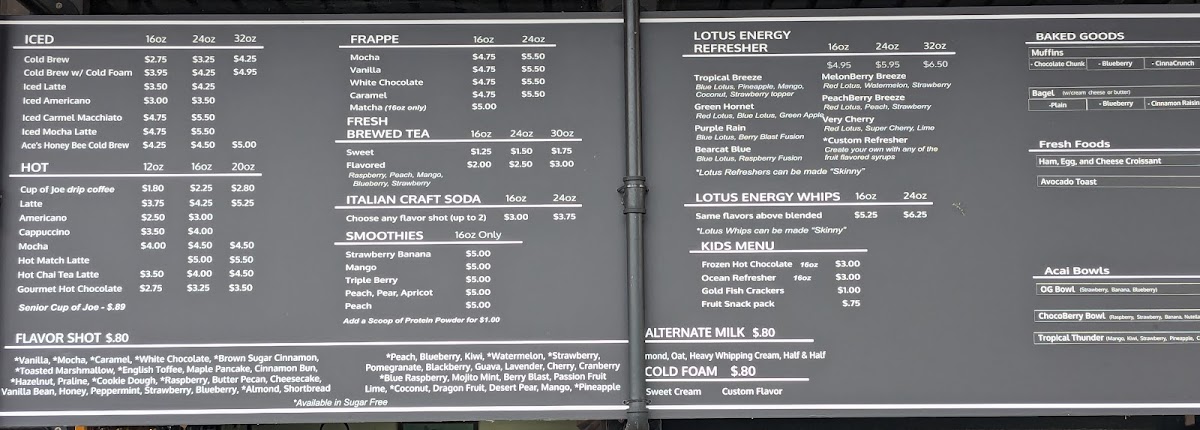 ICED 16oz 24oz 32oz
Cold Brew $2.75 $3.25 $4.25
Cold Brew w/ Cold Foam $3.95 $4.25 $4.95
Iced Latte $3.50 $4.25
Iced Americano $3.00 $3.50
Iced Carmel Macchiato $4.75 $5.50
Iced Mocha Latte $4.75 $5.50
Ace's Honey Bee Cold Brew $4.25 $4.50 $5.00
HOT 12oz 16oz 20oz
Cup of Joe drip coffee $1.80 $2.25 $2.80
Latte $3.75 $4.25 $5.25
Americano $2.50 $3.00
Cappuccino $3.50 $4.00
Mocha $4.00 $4.50 $4.50
Hot Match Latte $5.00 $5.50
Hot Chai Tea Latte $3.50 $4.00 $4.50
Gourmet Hot Chocolate $2.75 $3.25 $3.50
Senior Cup of Joe - $.89
FRAPPE 16oz 24oz
Mocha $4.75 $5.50
Vanilla $4.75 $5.50
White Chocolate $4.75 $5.50
Caramel $4.75 $5.50
Matcha (16oz only) $5.00
FRESH
BREWED TEA 16oz 24oz 30oz
Sweet $1.25 $1.50 $1.75
Flavored $2.00 $2.50 $3.00
Raspberry, Peach, Mango,
Blueberry, Strawberry
ITALIAN CRAFT SODA 16oz 24oz
Choose any flavor shot (up to 2) $3.00 $3.75
SMOOTHIES 16oz Only
Strawberry Banana $5.00
Mango $5.00
Triple Berry $5.00
Peach, Pear, Apricot $5.00
Peach $5.00
Add a Scoop of Protein Powder for $1.00
FLAVOR SHOT $.80
*Vanilla, *Mocha, *Caramel, *White Chocolate, *Brown Sugar Cinnamon,
*Toasted Marshmallow, *English Toffee, Maple Pancake, Cinnamon Bun,
*Hazelnut, Praline, *Cookie Dough, *Raspberry, Butter Pecan, Cheesecake,
Vanilla Bean, Honey, Peppermint, Strawberry, Blueberry, *Almond, Shortbread
*Peach, Blueberry, Kiwi, *Watermelon, *Strawberry,
Pomegranate, Blackberry, Guava, Lavender, Cherry, Cranberry
*Blue Raspberry, Mojito Mint, Berry Blast, Passion Fruit
Lime, *Coconut, Dragon Fruit, Desert Pear, Mango, *Pineapple
*Available in Sugar Free
LOTUS ENERGY
REFRESHER 16oz 24oz 32oz
$4.95 $5.95 $6.50
Tropical Breeze
Blue Lotus, Pineapple, Mango,
Coconut, Strawberry topper
Green Hornet
Red Lotus, Blue Lotus, Green Apple
Purple Rain
Blue Lotus, Berry Blast Fusion
Bearcat Blue
Blue Lotus, Raspberry Fusion
MelonBerry Breeze
Red Lotus, Watermelon, Strawberry
PeachBerry Breeze
Red Lotus, Peach, Strawberry
Very Cherry
Red Lotus, Super Cherry, Lime
*Custom Refresher
Create your own with any of the
fruit flavored syrups
*Lotus Refreshers can be made "Skinny"
LOTUS ENERGY WHIPS 16oz 24oz
Same flavors above blended $5.25 $6.25
*Lotus Whips can be made "Skinny"
KIDS MENU
Frozen Hot Chocolate 16oz $3.00
Ocean Refresher 16oz $3.00
Gold Fish Crackers $1.00
Fruit Snack pack $.75
ALTERNATE MILK $.80
mond, Oat, Heavy Whipping Cream, Half & Half
COLD FOAM $.80
Sweet Cream Custom Flavor
BAKED GOODS
Muffins
- Chocolate Chunk - Blueberry - CinnaCrunch
Bagel (w/cream cheese or butter)
-Plain - Blueberry - Cinnamon Raisin
Fresh Foods
Ham, Egg, and Cheese Croissant
Avocado Toast
Acai Bowls
OG Bowl (Strawberry, Banana, Blueberry)
ChocoBerry Bowl (Raspberry, Strawberry, Banana, Nutella
Tropical Thunder (Mango, Kiwi, Strawberry, Pineapple, C